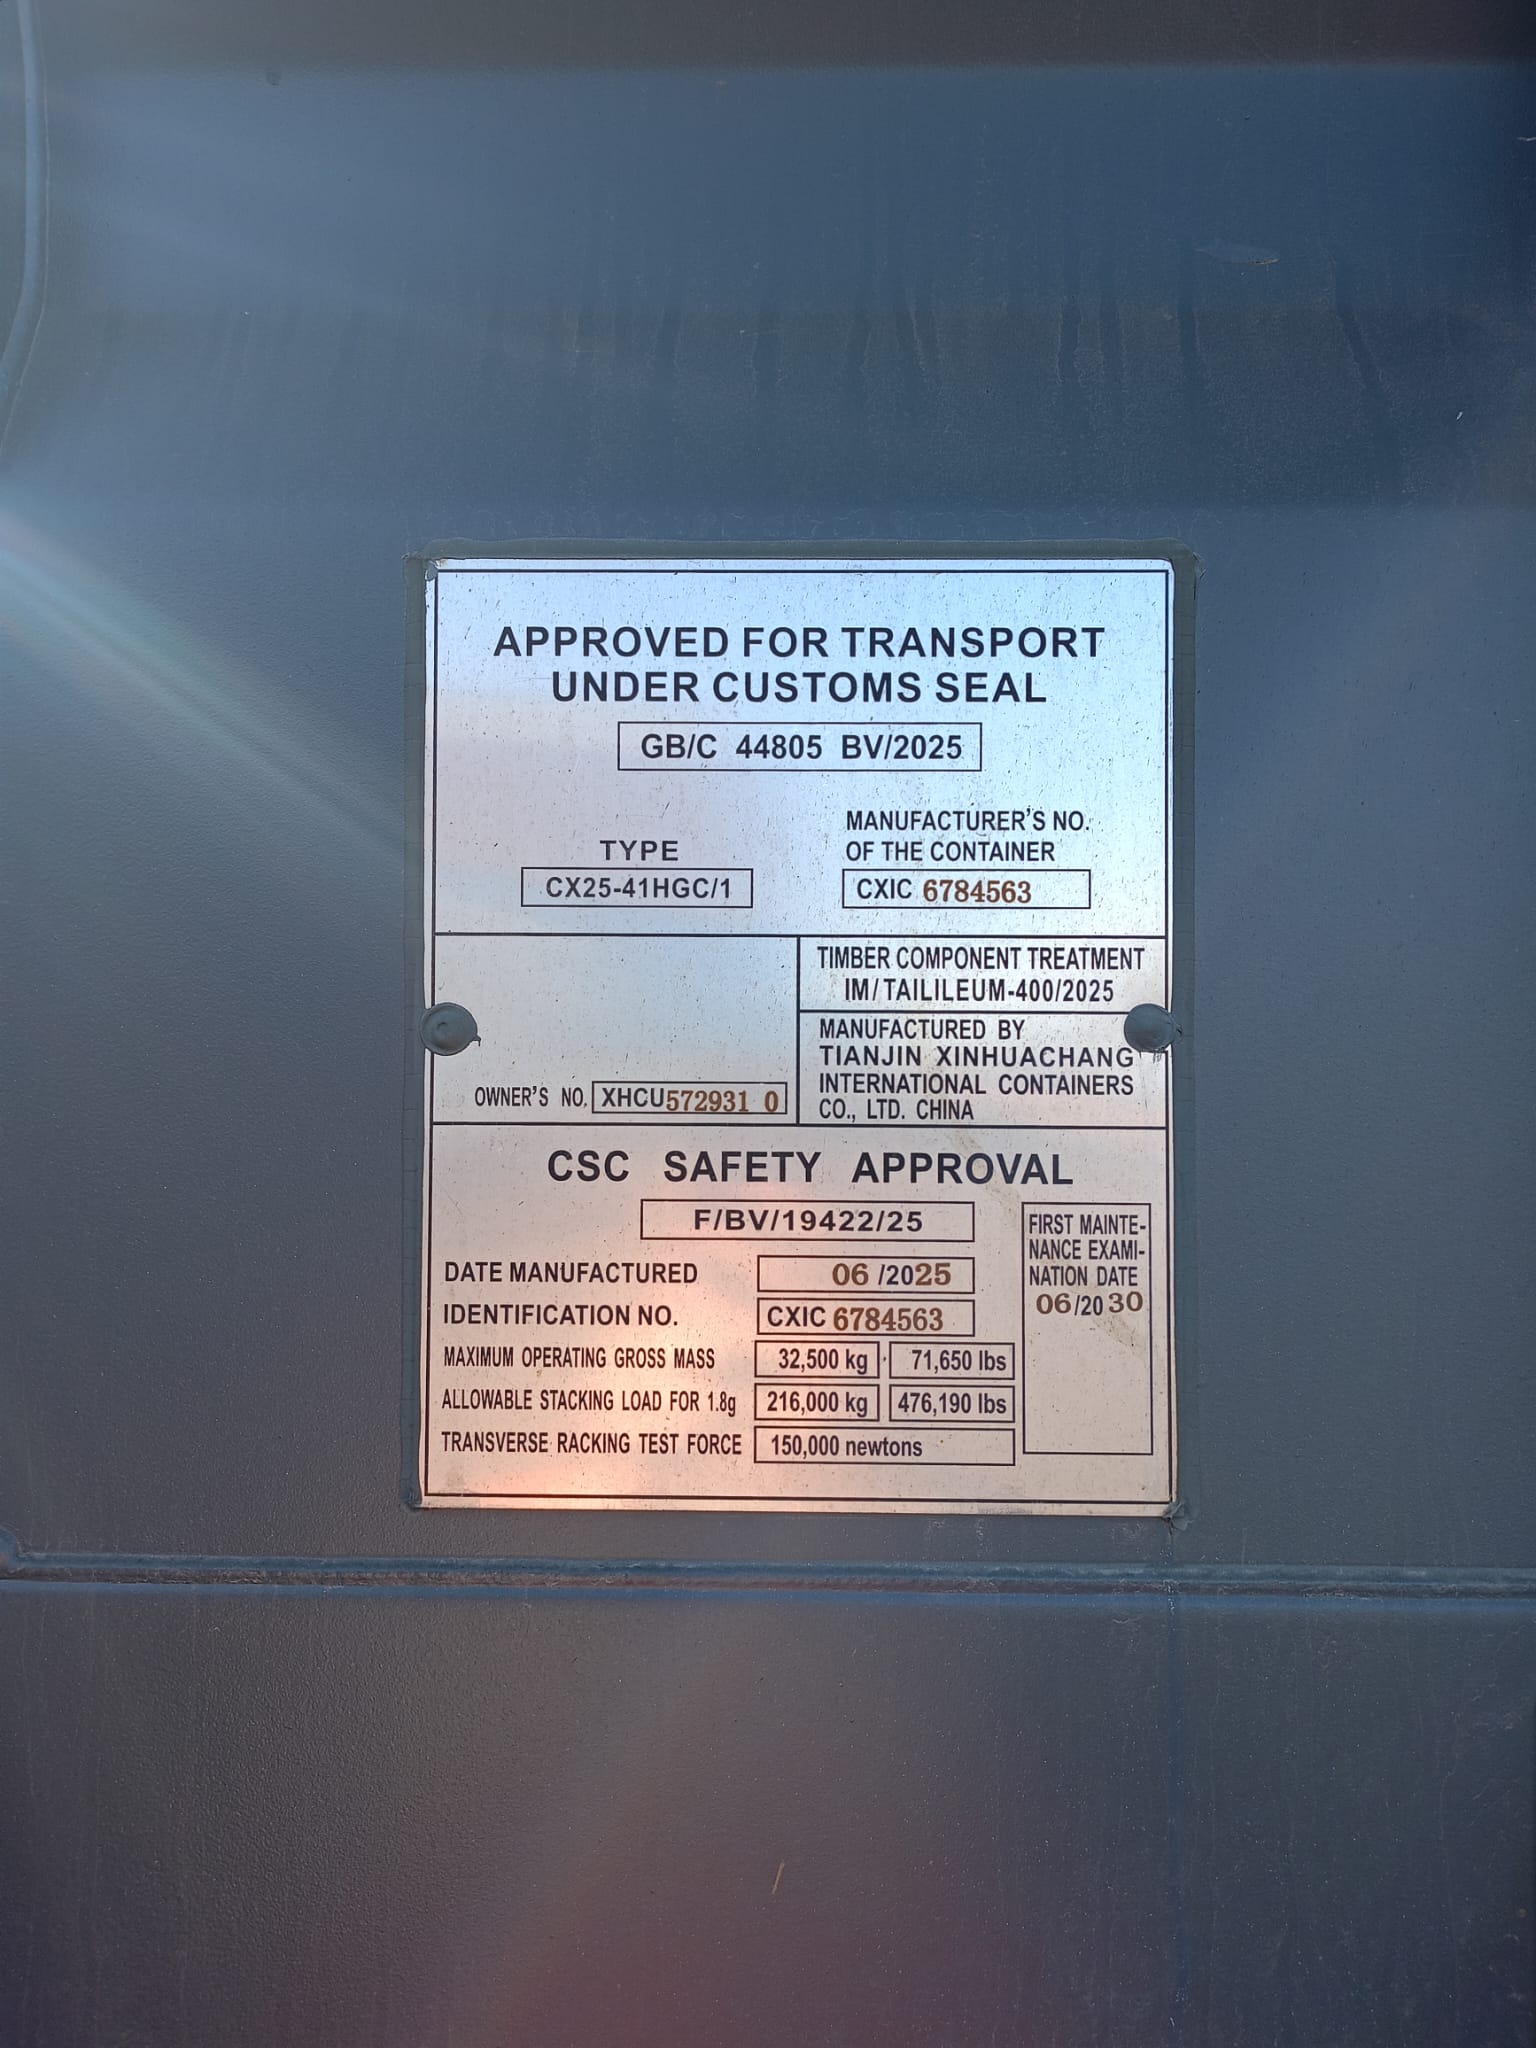 APPROVED FOR TRANSPORT
UNDER CUSTOMS SEAL
GB/C 44805 BV/2025
TYPE
CX25-41HGC/1
MANUFACTURER'S NO.
OF THE CONTAINER
CXIC 6784563
TIMBER COMPONENT TREATMENT
IM/TAILILEUM-400/2025
MANUFACTURED BY
TIANJIN XINHUACHANG
INTERNATIONAL CONTAINERS
CO., LTD. CHINA
OWNER'S NO. XHCU572931 0
CSC SAFETY APPROVAL
F/BV/19422/25
DATE MANUFACTURED 06/2025
IDENTIFICATION NO. CXIC 6784563
MAXIMUM OPERATING GROSS MASS 32,500 kg 71,650 lbs
ALLOWABLE STACKING LOAD FOR 1.8g 216,000 kg 476,190 lbs
TRANSVERSE RACKING TEST FORCE 150,000 newtons
FIRST MAINTE-
NANCE EXAMI-
NATION DATE
06/2030